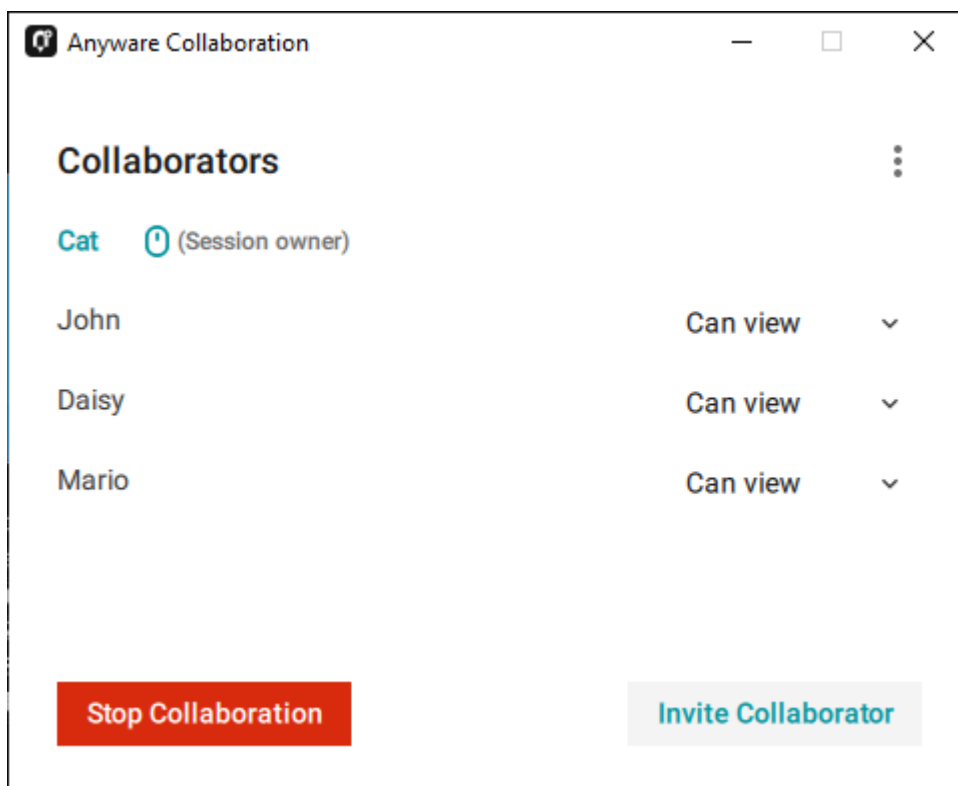 Anyware Collaboration
Collaborators
Cat (Session owner)
John Can view
Daisy Can view
Mario Can view
Stop Collaboration Invite Collaborator